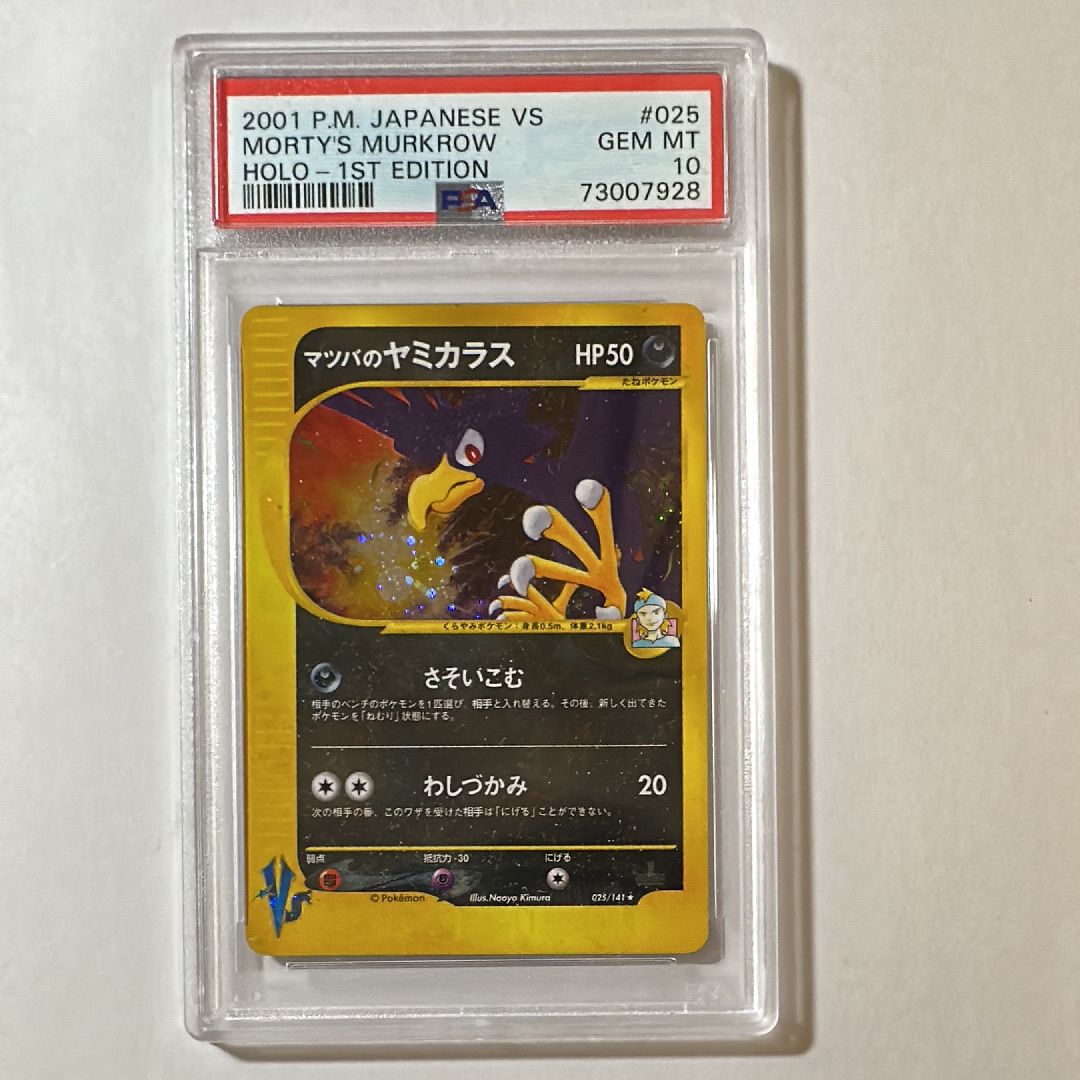 2001 P.M. JAPANESE VS #025
MORTY'S MURKROW GEM MT
HOLO - 1ST EDITION 10
PSA 73007928
マツバのヤミカラス HP50
たねポケモン
くらやみポケモン：身長0.5m、体重2.1kg
さそいこむ
相手のベンチのポケモンを1匹選び、相手と入れ替える。その後、新しく出てきた
ポケモンを「ねむり」状態にする。
わしづかみ 20
次の相手の番、このワザを受けた相手は「にげる」ことができない。
弱点 抵抗力-30 にげる
VS ©Pokémon Illus.Naoyo Kimura 025/141★